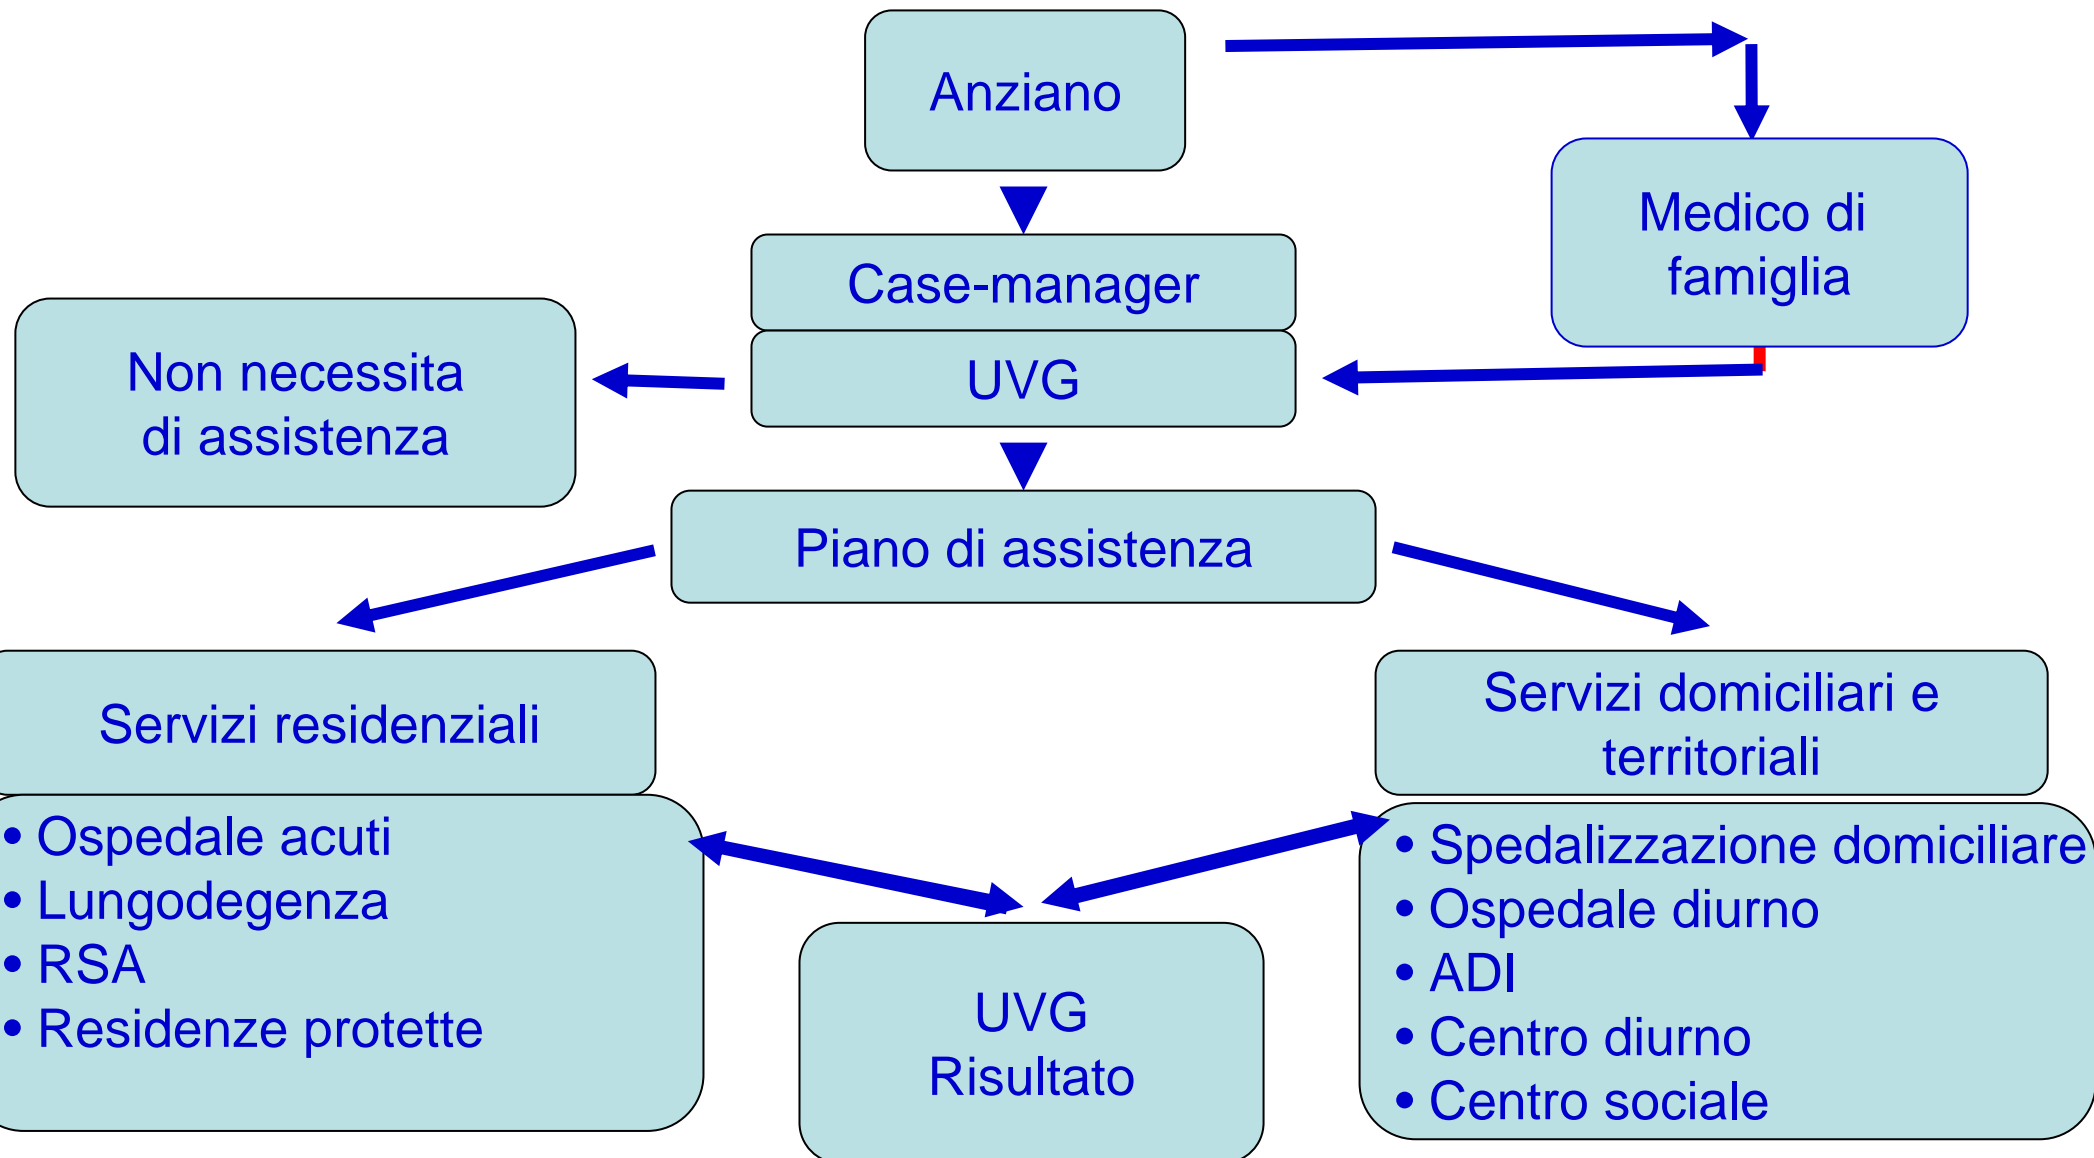 Anziano
Medico di
famiglia
Case-manager
UVG
Non necessita
di assistenza
Piano di assistenza
Servizi residenziali
• Ospedale acuti
• Lungodegenza
• RSA
• Residenze protette
Servizi domiciliari e
territoriali
• Spedalizzazione domiciliare
• Ospedale diurno
• ADI
• Centro diurno
• Centro sociale
UVG
Risultato